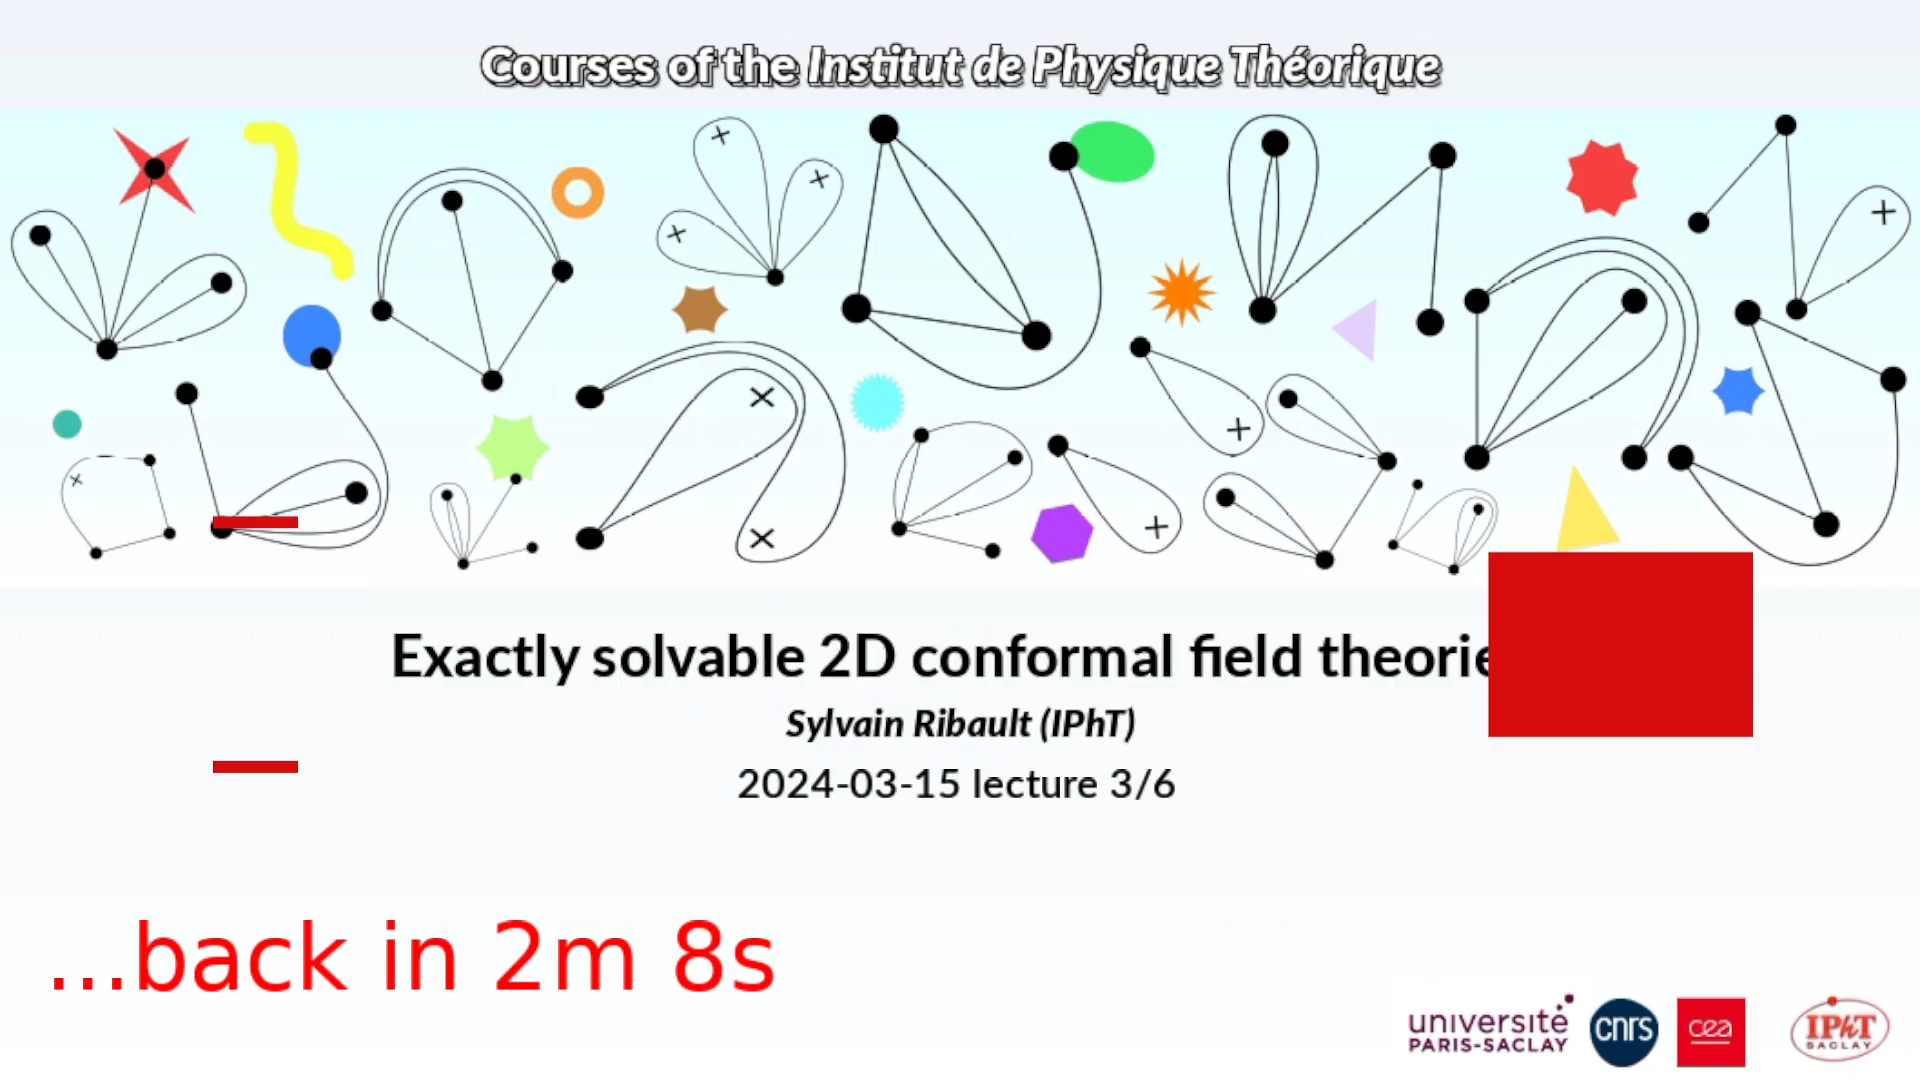 Courses of the Institut de Physique Théorique
Exactly solvable 2D conformal field theorie
Sylvain Ribault (IPhT)
2024-03-15 lecture 3/6
...back in 2m 8s
université
PARIS-SACLAY
cnrs
cea
IPhT
SACLAY